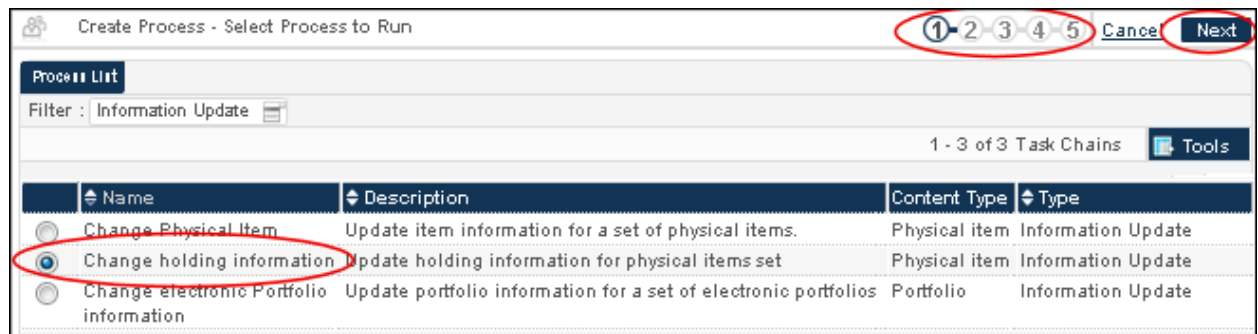 Create Process - Select Process to Run 1 2 3 4 5 Cancel Next
Process List
Filter : Information Update
1 - 3 of 3 Task Chains Tools
Name Description Content Type Type
Change Physical Item Update item information for a set of physical items. Physical item Information Update
Change holding information Update holding information for physical items set Physical item Information Update
Change electronic Portfolio Update portfolio information for a set of electronic portfolios Portfolio Information Update
information